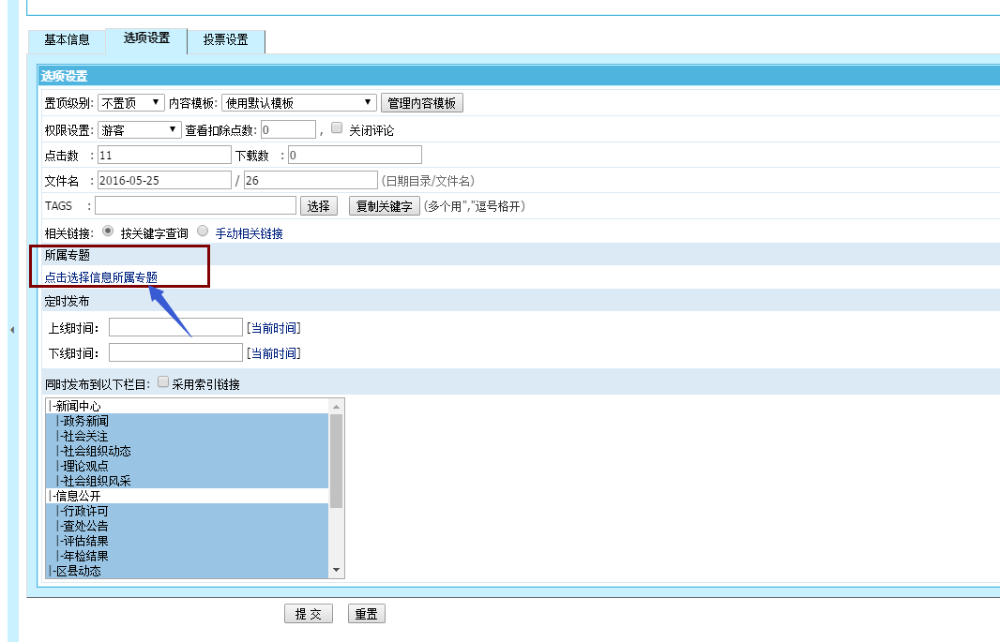 基本信息 选项设置 投票设置
选项设置
置顶级别: 不置顶 内容模板: 使用默认模板 管理内容模板
权限设置: 游客 查看扣除点数: 0 , 关闭评论
点击数 : 11 下载数 : 0
文件名 : 2016-05-25 / 26 (日期目录/文件名)
TAGS : 选择 复制关键字 (多个用","逗号格开)
相关链接: 按关键字查询 手动相关链接
所属专题
点击选择信息所属专题
定时发布
上线时间: [当前时间]
下线时间: [当前时间]
同时发布到以下栏目: 采用索引链接
|-新闻中心
|-政务新闻
|-社会关注
|-社会组织动态
|-理论观点
|-社会组织风采
|-信息公开
|-行政许可
|-查处公告
|-评估结果
|-年检结果
|-区县动态
提 交 重置